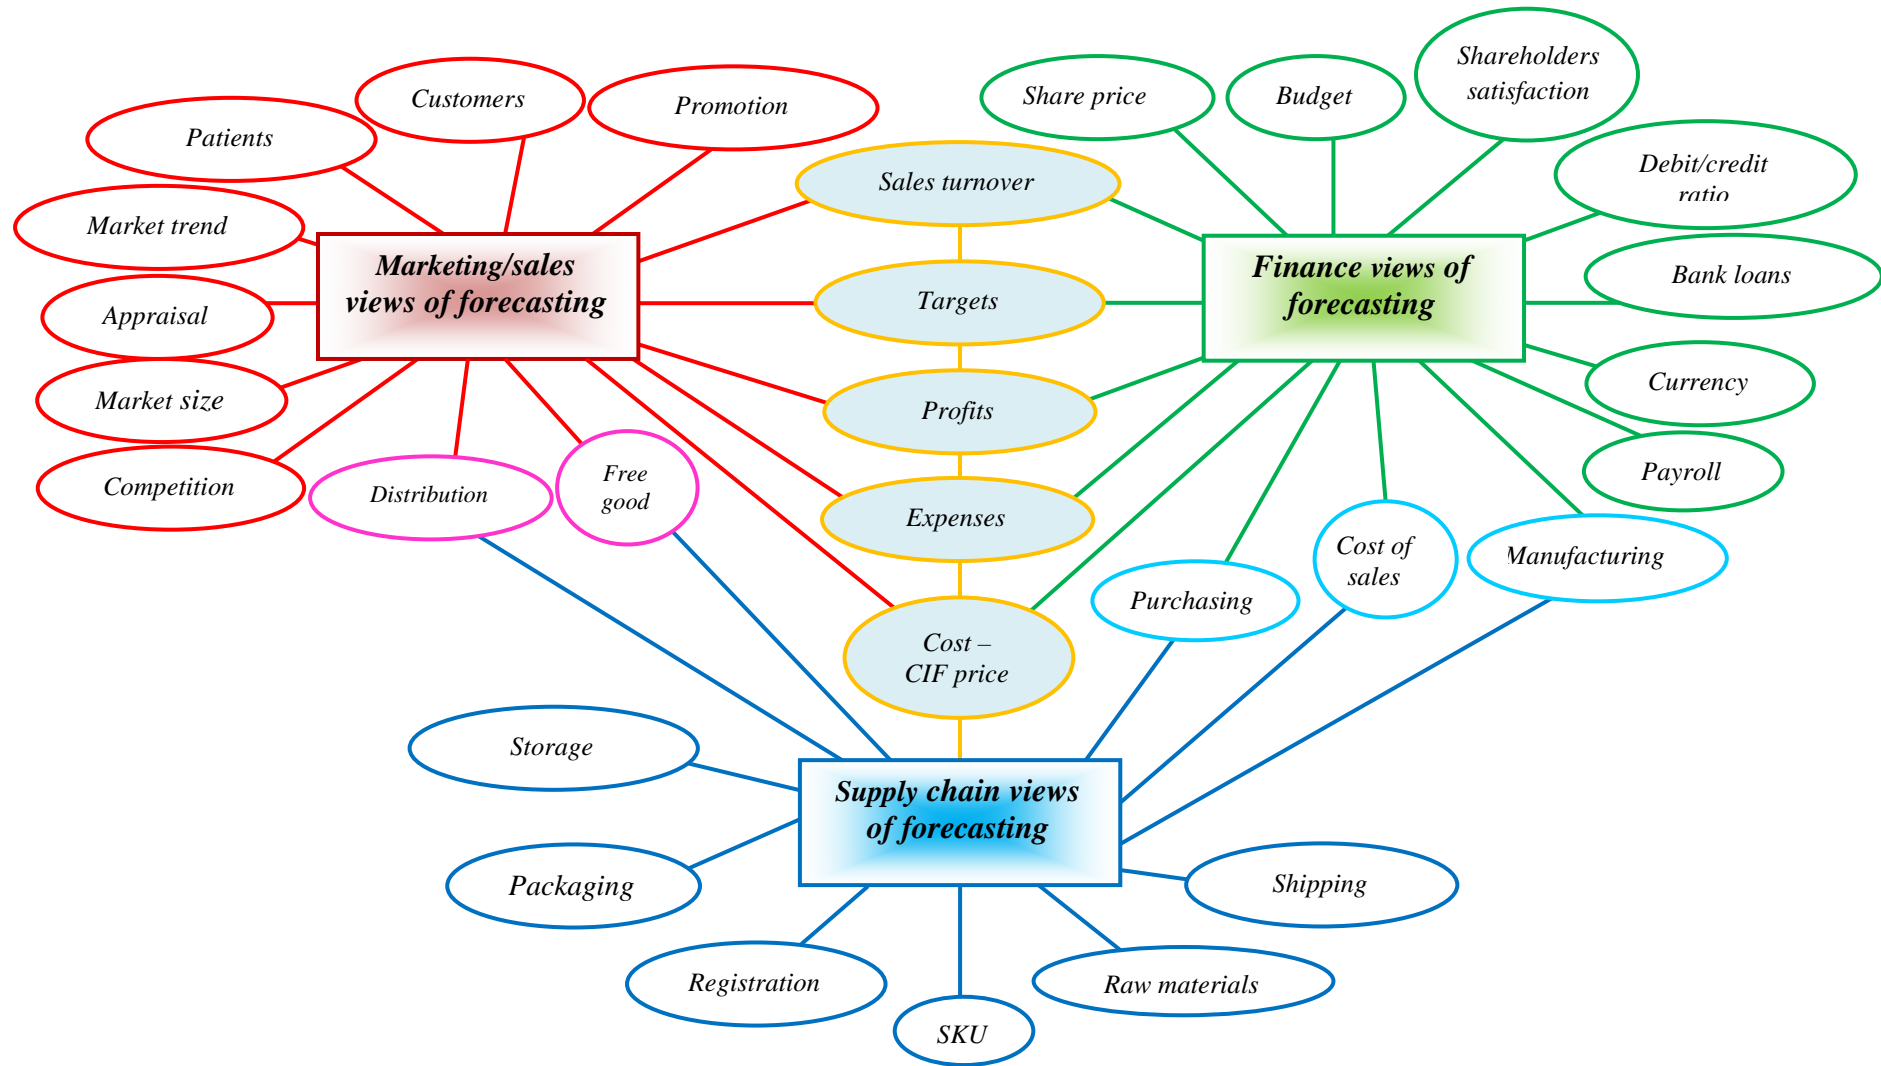 Shareholders
satisfaction
Customers
Promotion
Share price
Budget
Patients
Debit/credit
ratio
Sales turnover
Market trend
Marketing/sales
views of forecasting
Finance views of
forecasting
Bank loans
Targets
Appraisal
Currency
Market size
Profits
Payroll
Competition
Distribution
Free
good
Expenses
Cost of
sales
Manufacturing
Purchasing
Cost –
CIF price
Storage
Supply chain views
of forecasting
Packaging
Shipping
Registration
Raw materials
SKU